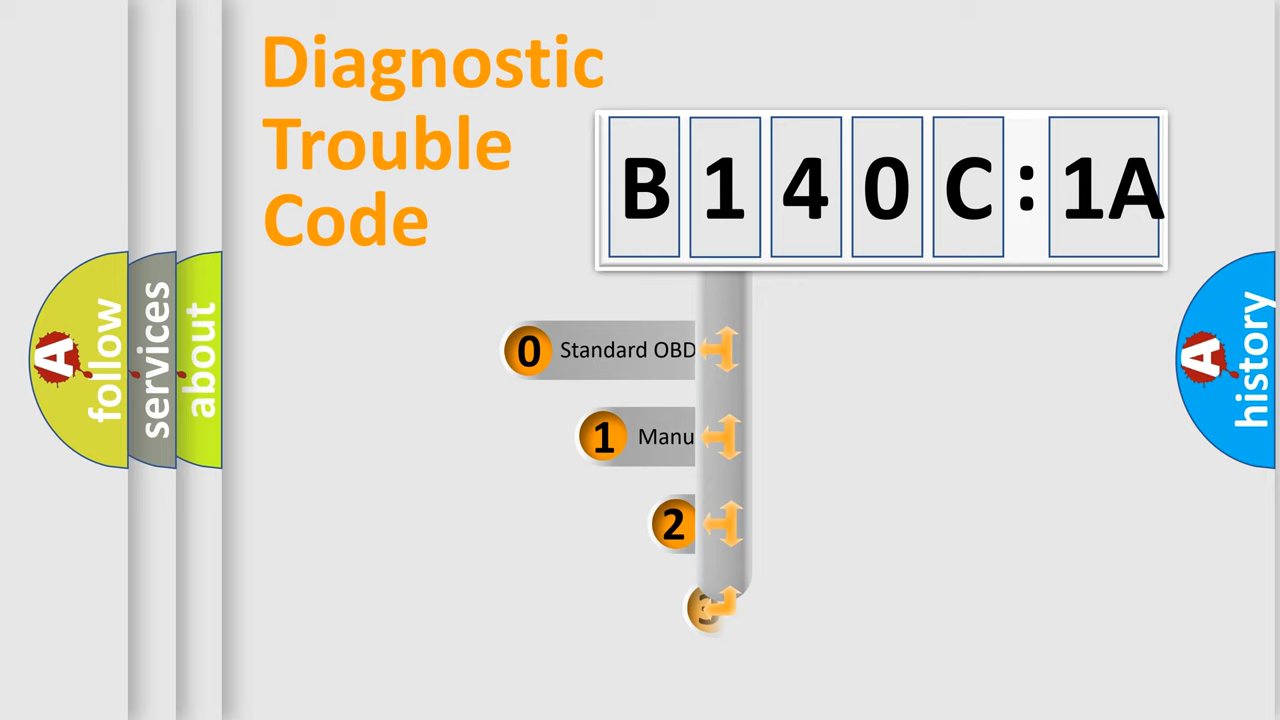 Diagnostic
Trouble
Code
B140C:1A
0 Standard OBD
1 Manu
2
A follow
services
about
A history